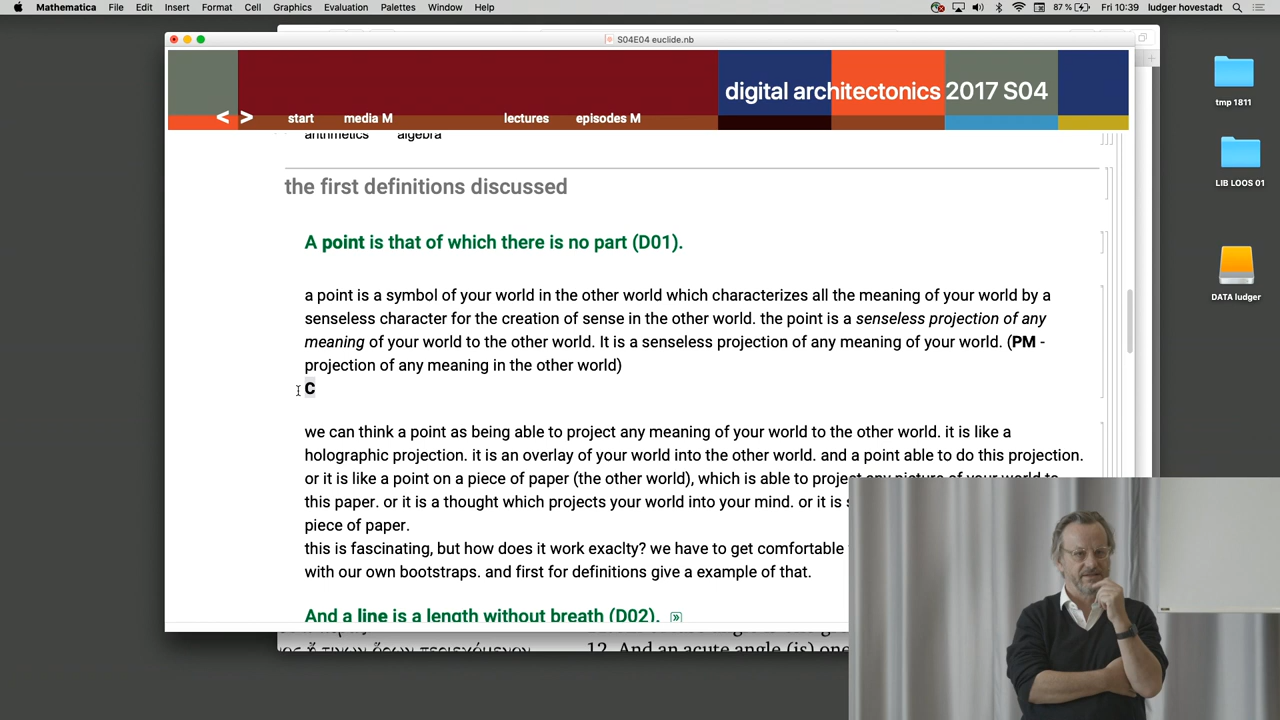 Mathematica File Edit Insert Format Cell Graphics Evaluation Palettes Window Help 87 % Fri 10:39 ludger hovestadt
S04E04 euclide.nb
digital architectonics 2017 S04
< > start media M lectures episodes M
tmp 1811
LIB LOOS 01
DATA ludger
arithmetics algebra
the first definitions discussed
A point is that of which there is no part (D01).
a point is a symbol of your world in the other world which characterizes all the meaning of your world by a
senseless character for the creation of sense in the other world. the point is a senseless projection of any
meaning of your world to the other world. It is a senseless projection of any meaning of your world. (PM -
projection of any meaning in the other world)
C
we can think a point as being able to project any meaning of your world to the other world. it is like a
holographic projection. it is an overlay of your world into the other world. and a point able to do this projection.
or it is like a point on a piece of paper (the other world), which is able to project any picture of your world to
this paper. or it is a thought which projects your world into your mind. or it is
piece of paper.
this is fascinating, but how does it work exaclty? we have to get comfortable
with our own bootstraps. and first for definitions give a example of that.
And a line is a length without breath (D02). »
12. And an acute angle (is) one